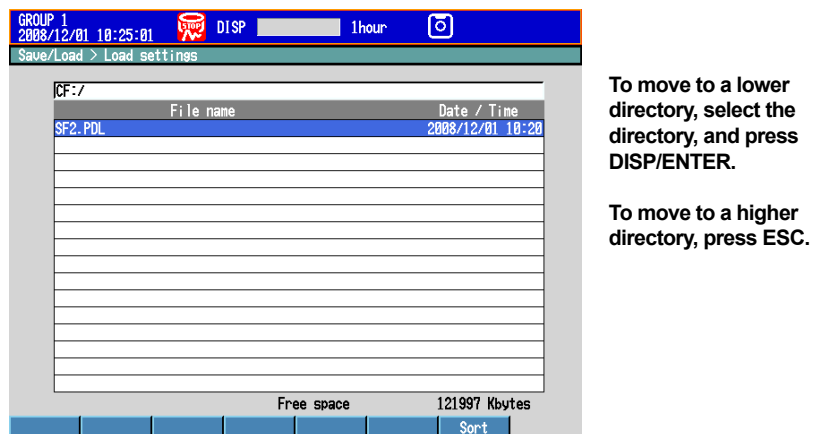 GROUP 1
2008/12/01 10:25:01 STOP DISP 1hour
Save/Load > Load settings
CF:/
File name Date / Time
SF2.PDL 2008/12/01 10:20
Free space 121997 Kbytes
Sort
To move to a lower
directory, select the
directory, and press
DISP/ENTER.
To move to a higher
directory, press ESC.